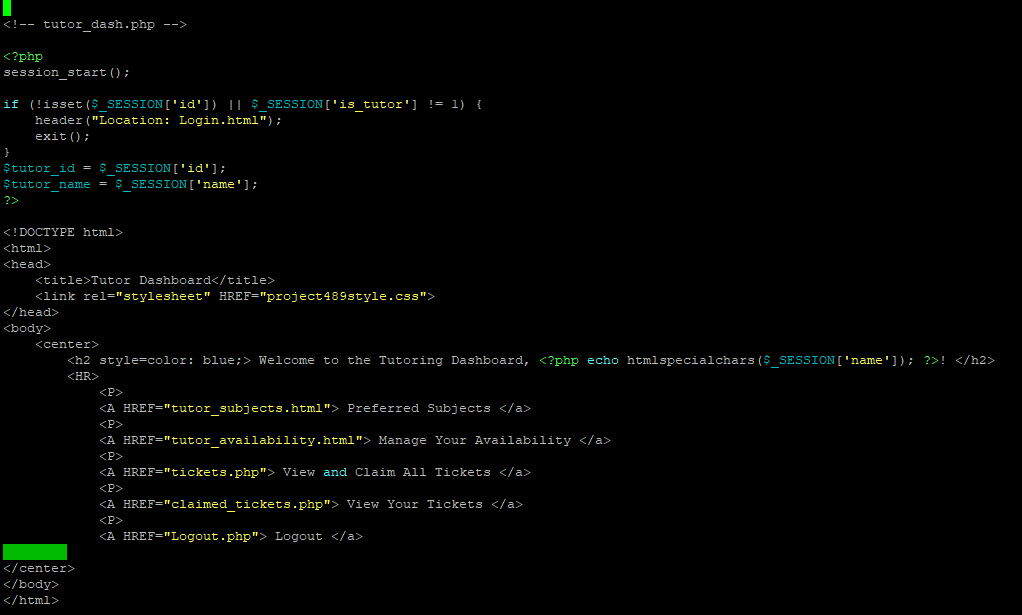 <!-- tutor_dash.php -->

<?php
session_start();

if (!isset($_SESSION['id']) || $_SESSION['is_tutor'] != 1) {
    header("Location: Login.html");
    exit();
}
$tutor_id = $_SESSION['id'];
$tutor_name = $_SESSION['name'];
?>

<!DOCTYPE html>
<html>
<head>
    <title>Tutor Dashboard</title>
    <link rel="stylesheet" HREF="project489style.css">
</head>
<body>
    <center>
        <h2 style=color: blue;> Welcome to the Tutoring Dashboard, <?php echo htmlspecialchars($_SESSION['name']); ?>! </h2>
        <HR>
            <P>
            <A HREF="tutor_subjects.html"> Preferred Subjects </a>
            <P>
            <A HREF="tutor_availability.html"> Manage Your Availability </a>
            <P>
            <A HREF="tickets.php"> View and Claim All Tickets </a>
            <P>
            <A HREF="claimed_tickets.php"> View Your Tickets </a>
            <P>
            <A HREF="Logout.php"> Logout </a>

</center>
</body>
</html>